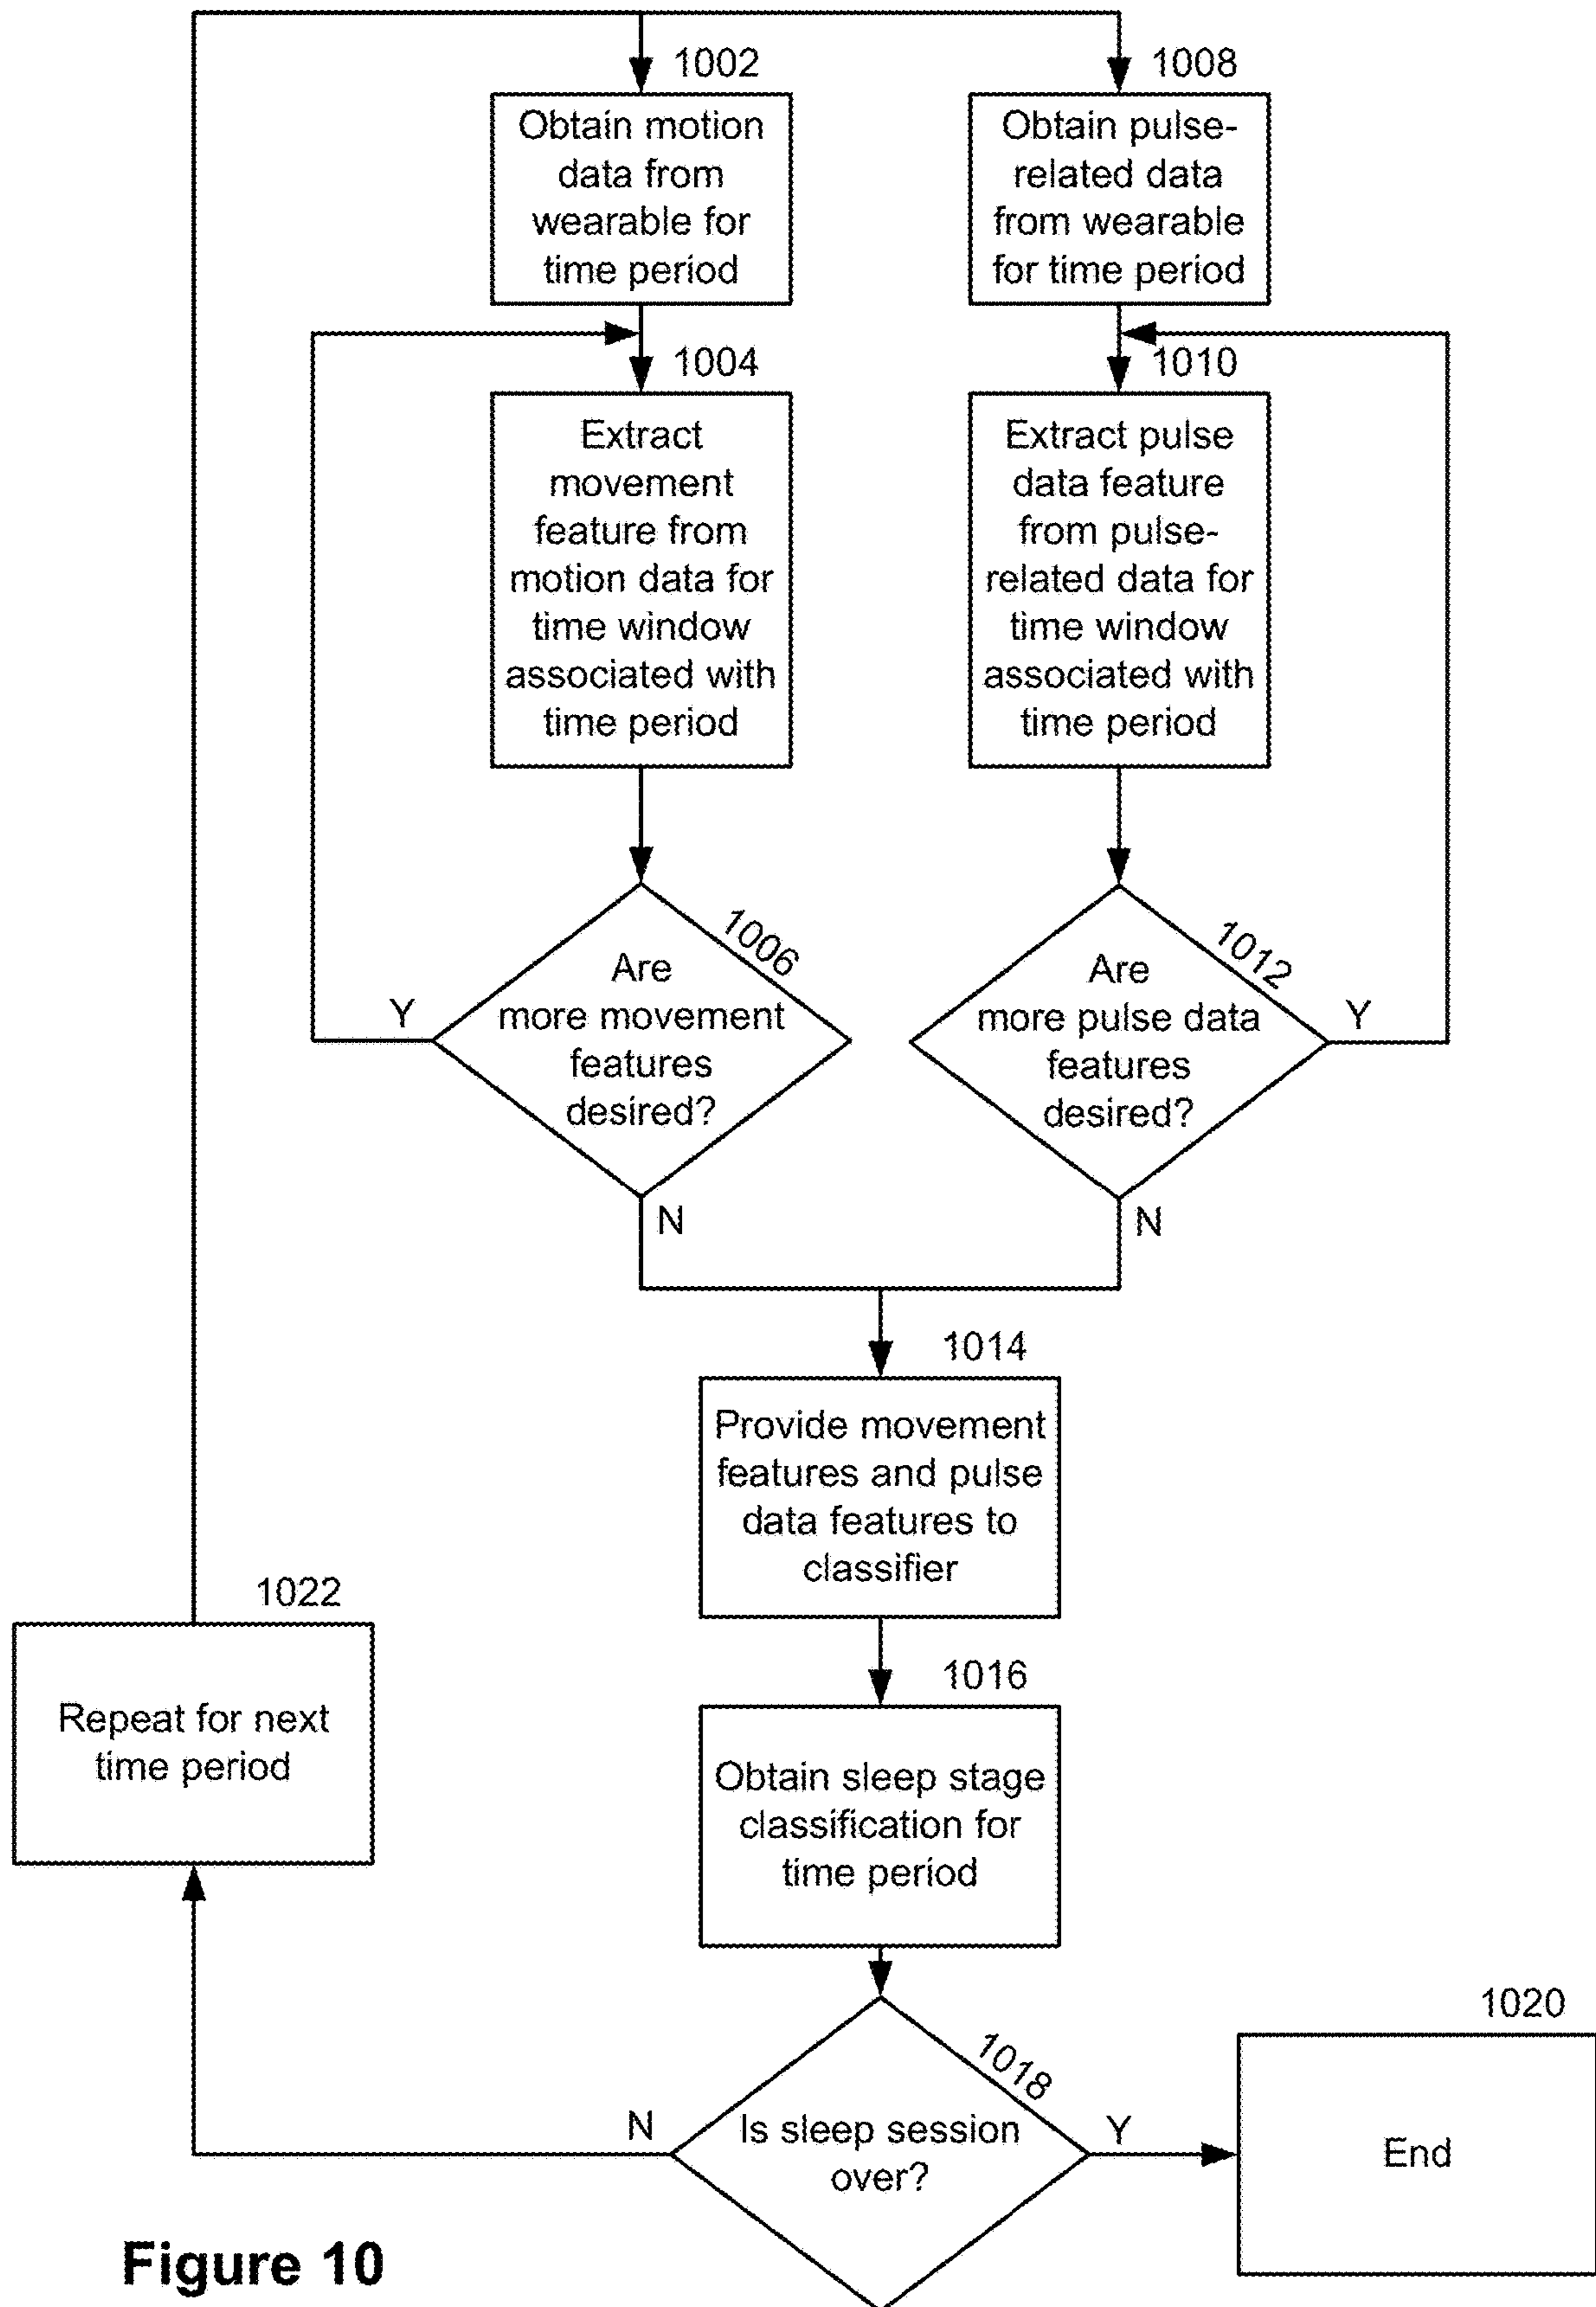 1002
Obtain motion
data from
wearable for
time period
1008
Obtain pulse-
related data
from wearable
for time period
1004
Extract
movement
feature from
motion data for
time window
associated with
time period
1010
Extract pulse
data feature
from pulse-
related data for
time window
associated with
time period
1006
Are
more movement
features
desired?
Y
N
1012
Are
more pulse data
features
desired?
Y
N
1014
Provide movement
features and pulse
data features to
classifier
1016
Obtain sleep stage
classification for
time period
1022
Repeat for next
time period
1018
Is sleep session
over?
N
Y
1020
End
Figure 10